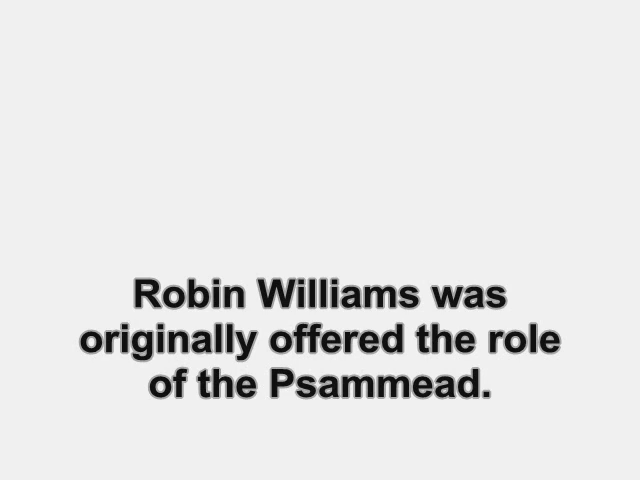 Robin Williams was
originally offered the role
of the Psammead.